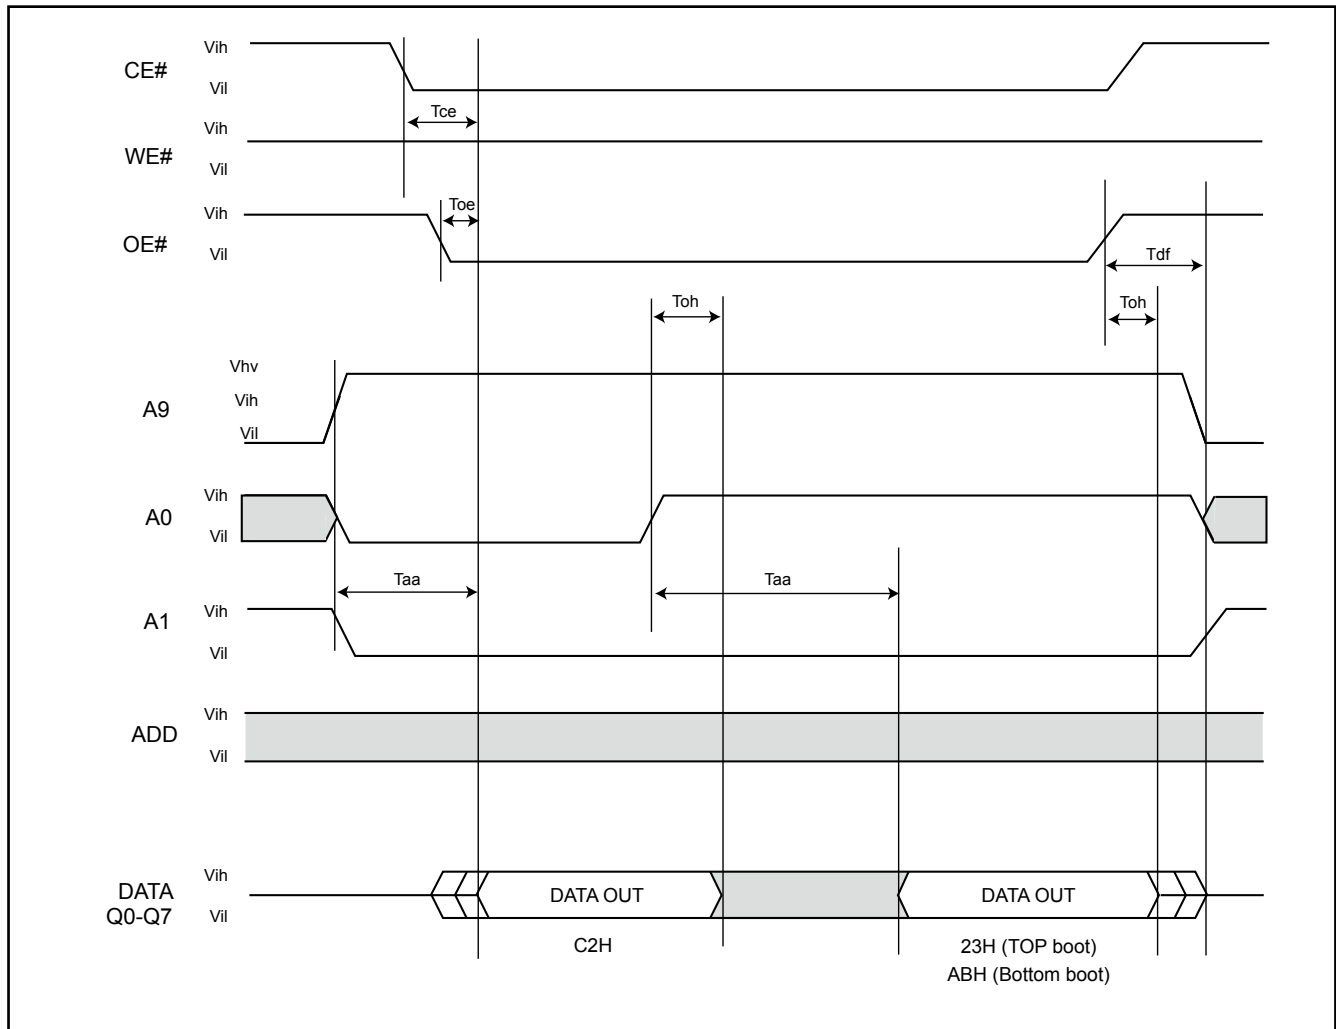 Vih
CE#
Vil
Tce
Vih
WE#
Vil
Vih
Toe
OE#
Vil
Tdf
Toh
Toh
Vhv
A9
Vih
Vil
Vih
A0
Vil
Taa
Taa
Vih
A1
Vil
Vih
ADD
Vil
Vih
DATA
Q0-Q7
Vil
DATA OUT
DATA OUT
C2H
23H (TOP boot)
ABH (Bottom boot)